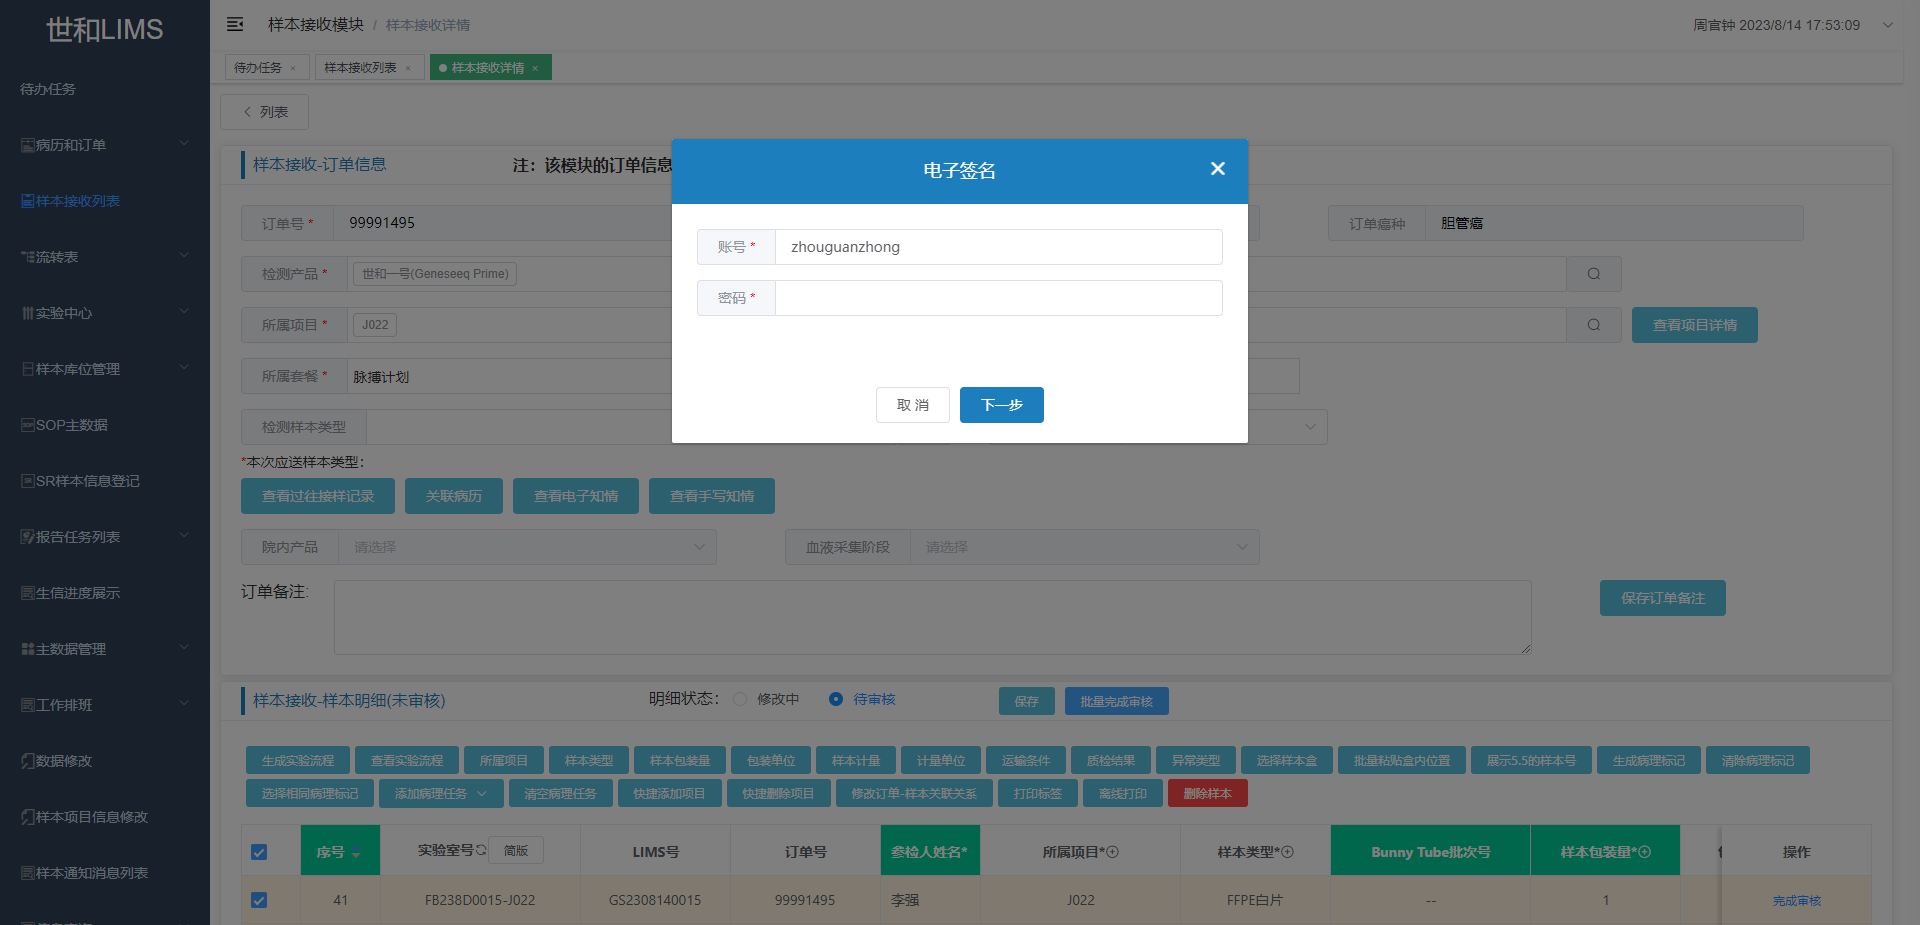 世和LIMS
样本接收模块 / 样本接收详情
周官钟 2023/8/14 17:53:09
待办任务 ×
样本接收列表 ×
样本接收详情 ×
列表
待办任务
病历和订单
样本接收列表
流转表
实验中心
样本库位管理
SOP主数据
SR样本信息登记
报告任务列表
生信进度展示
主数据管理
工作排班
数据修改
样本项目信息修改
样本通知消息列表
样本接收-订单信息
注：该模块的订单信息
订单号 * 99991495
订单癌种 胆管癌
检测产品 * 世和一号(Geneseeq Prime)
所属项目 * J022
查看项目详情
所属套餐 * 脉搏计划
检测样本类型
*本次应送样本类型：
查看过往接样记录 关联病历 查看电子知情 查看手写知情
院内产品 请选择
血液采集阶段 请选择
订单备注:
保存订单备注
电子签名
账号 * zhouguanzhong
密码 *
取 消 下一步
样本接收-样本明细(未审核)
明细状态： 修改中 待审核
保存 批量完成审核
生成实验流程 查看实验流程 所属项目 样本类型 样本包装量 包装单位 样本计量 计量单位 运输条件 质检结果 异常类型 选择样本盒 批量粘贴盒内位置 展示5.5的样本号 生成病理标记 清除病理标记
选择相同病理标记 添加病理任务 清空病理任务 快捷添加项目 快捷删除项目 修改订单-样本关联关系 打印标签 离线打印 删除样本
序号 实验室号 简版 LIMS号 订单号 参检人姓名* 所属项目* 样本类型* Bunny Tube批次号 样本包装量* 操作
41 FB238D0015-J022 GS2308140015 99991495 李强 J022 FFPE白片 -- 1 完成审核